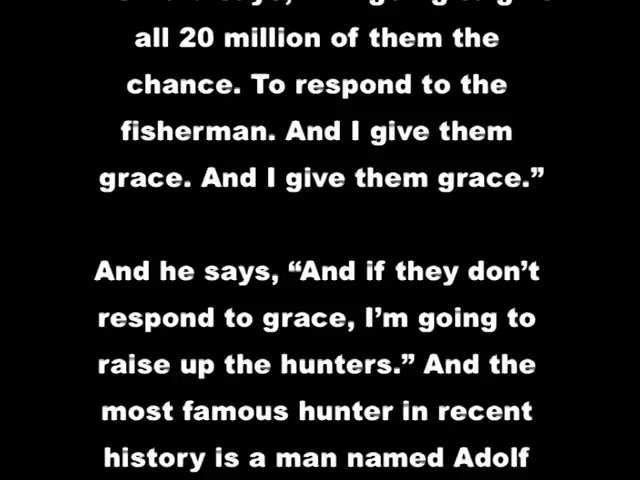 all 20 million of them the
chance. To respond to the
fisherman. And I give them
grace. And I give them grace.”
And he says, “And if they don’t
respond to grace, I’m going to
raise up the hunters.” And the
most famous hunter in recent
history is a man named Adolf